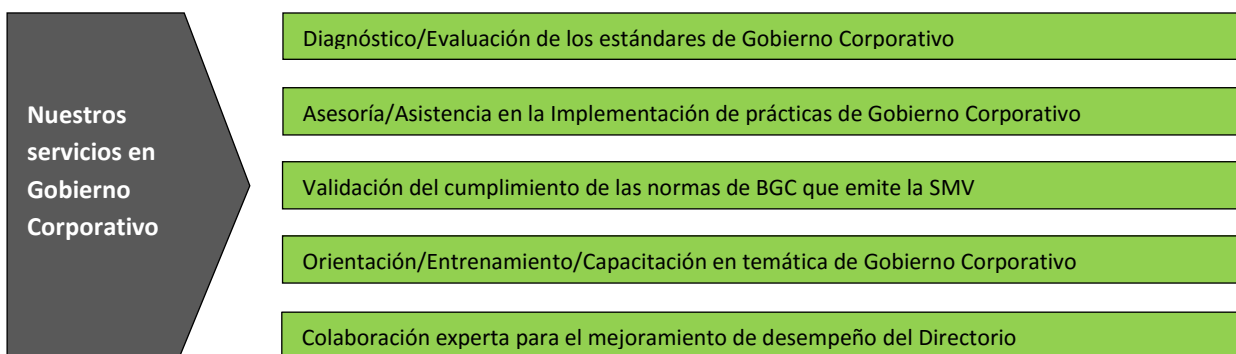 Nuestros
servicios en
Gobierno
Corporativo
Diagnóstico/Evaluación de los estándares de Gobierno Corporativo
Asesoría/Asistencia en la Implementación de prácticas de Gobierno Corporativo
Validación del cumplimiento de las normas de BGC que emite la SMV
Orientación/Entrenamiento/Capacitación en temática de Gobierno Corporativo
Colaboración experta para el mejoramiento de desempeño del Directorio